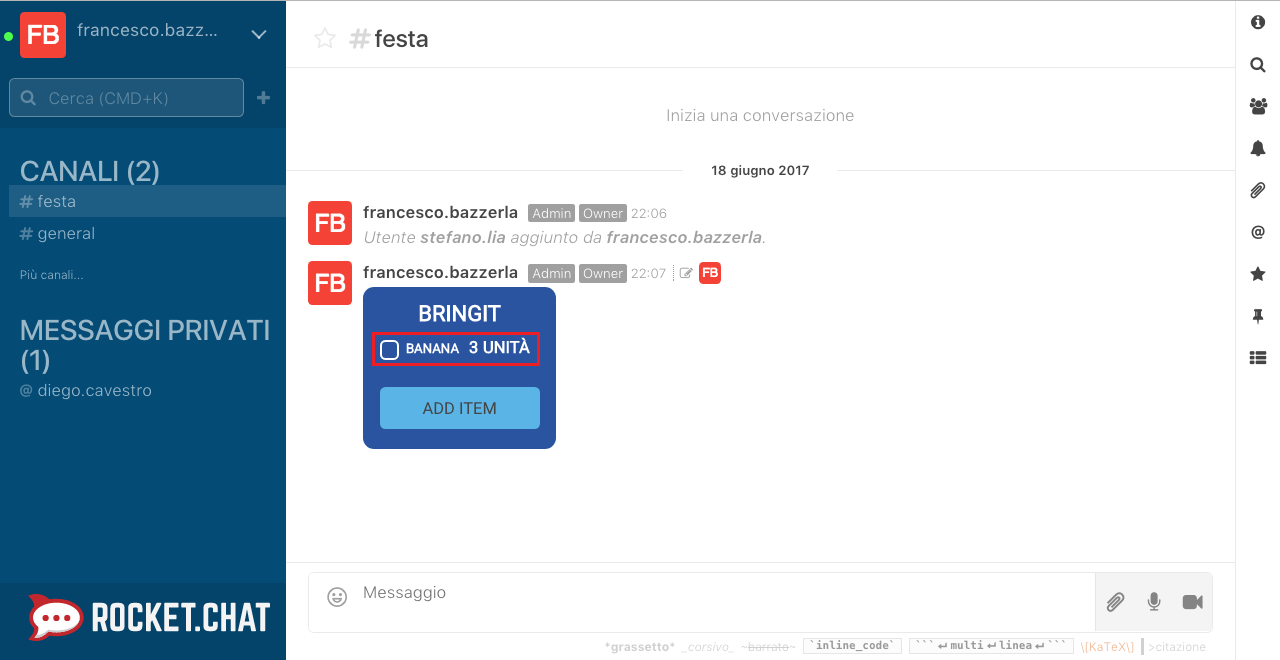 FB francesco.bazz...
Cerca (CMD+K)
CANALI (2)
# festa
# general
Più canali...
MESSAGGI PRIVATI
(1)
@ diego.cavestro
ROCKET.CHAT
#festa
Inizia una conversazione
18 giugno 2017
FB francesco.bazzerla Admin Owner 22:06
Utente stefano.lia aggiunto da francesco.bazzerla.
FB francesco.bazzerla Admin Owner 22:07 FB
BRINGIT
BANANA 3 UNITÀ
ADD ITEM
Messaggio
*grassetto* _corsivo_ ~barrato~ `inline_code` ```↵multi↵linea↵``` \[KaTeX\] >citazione